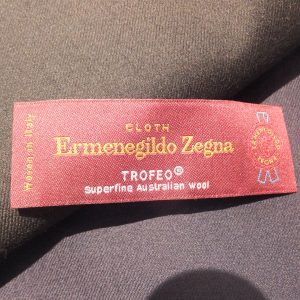 Woven in Italy
CLOTH
Ermenegildo Zegna
TROFEO®
Superfine Australian Wool